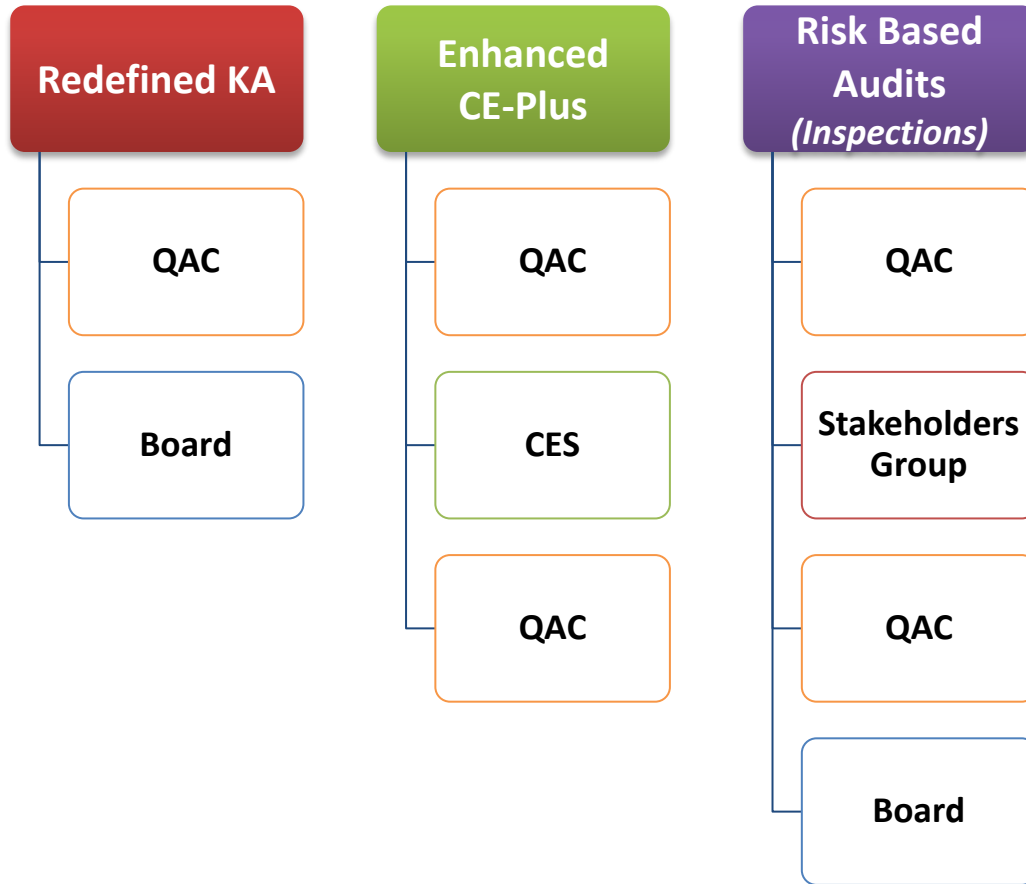 Redefined KA
QAC
Board
Enhanced
CE-Plus
QAC
CES
QAC
Risk Based
Audits
(Inspections)
QAC
Stakeholders
Group
QAC
Board